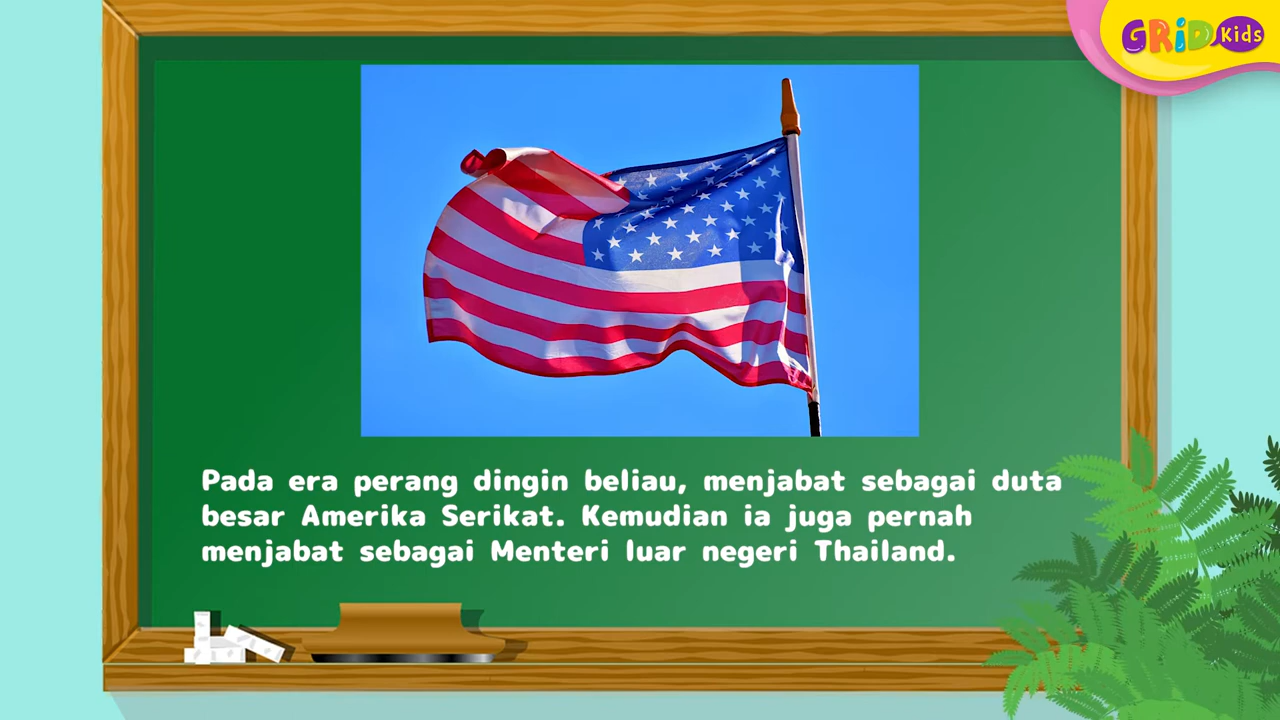 GRiD Kids
Pada era perang dingin beliau, menjabat sebagai duta
besar Amerika Serikat. Kemudian ia juga pernah
menjabat sebagai Menteri luar negeri Thailand.